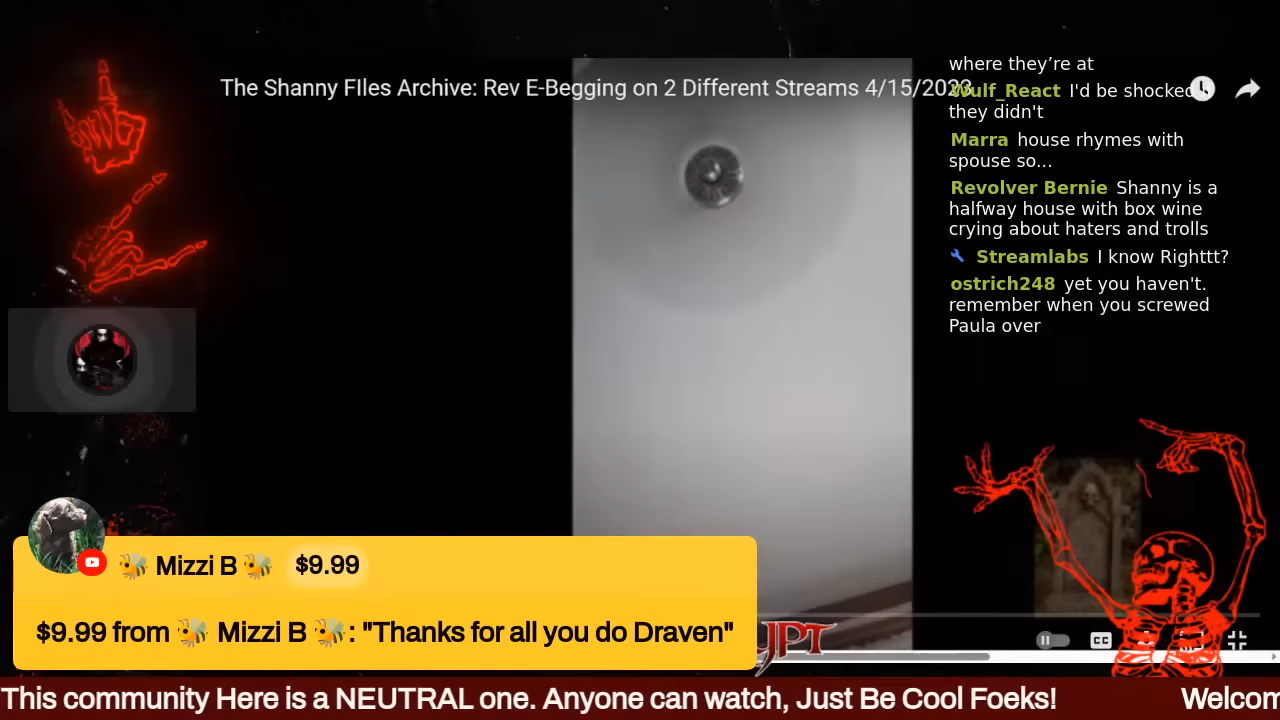 The Shanny FIles Archive: Rev E-Begging on 2 Different Streams 4/15/2023
where they’re at
Wulf_React I'd be shocked
they didn't
Marra house rhymes with
spouse so...
Revolver Bernie Shanny is a
halfway house with box wine
crying about haters and trolls
Streamlabs I know Righttt?
ostrich248 yet you haven't.
remember when you screwed
Paula over
🐝 Mizzi B 🐝 $9.99
$9.99 from 🐝 Mizzi B 🐝: "Thanks for all you do Draven"
CC
This community Here is a NEUTRAL one. Anyone can watch, Just Be Cool Foeks! Welcom